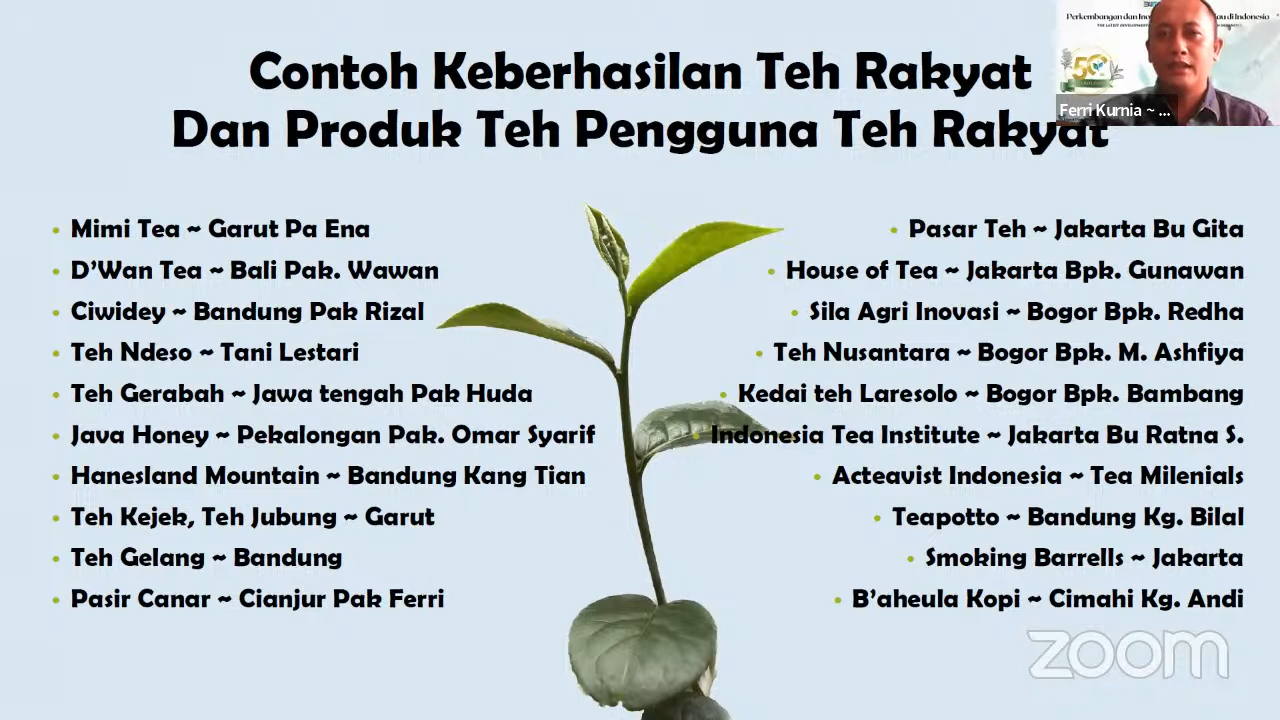 Contoh Keberhasilan Teh Rakyat
Dan Produk Teh Pengguna Teh Rakyat
Perkembangan dan
di Indonesia
50
Ferri Kurnia ~ ...
Mimi Tea ~ Garut Pa Ena
D'Wan Tea ~ Bali Pak. Wawan
Ciwidey ~ Bandung Pak Rizal
Teh Ndeso ~ Tani Lestari
Teh Gerabah ~ Jawa tengah Pak Huda
Java Honey ~ Pekalongan Pak. Omar Syarif
Hanesland Mountain ~ Bandung Kang Tian
Teh Kejek, Teh Jubung ~ Garut
Teh Gelang ~ Bandung
Pasir Canar ~ Cianjur Pak Ferri
Pasar Teh ~ Jakarta Bu Gita
House of Tea ~ Jakarta Bpk. Gunawan
Sila Agri Inovasi ~ Bogor Bpk. Redha
Teh Nusantara ~ Bogor Bpk. M. Ashfiya
Kedai teh Laresolo ~ Bogor Bpk. Bambang
Indonesia Tea Institute ~ Jakarta Bu Ratna S.
Acteavist Indonesia ~ Tea Milenials
Teapotto ~ Bandung Kg. Bilal
Smoking Barrells ~ Jakarta
B'aheula Kopi ~ Cimahi Kg. Andi
zoom